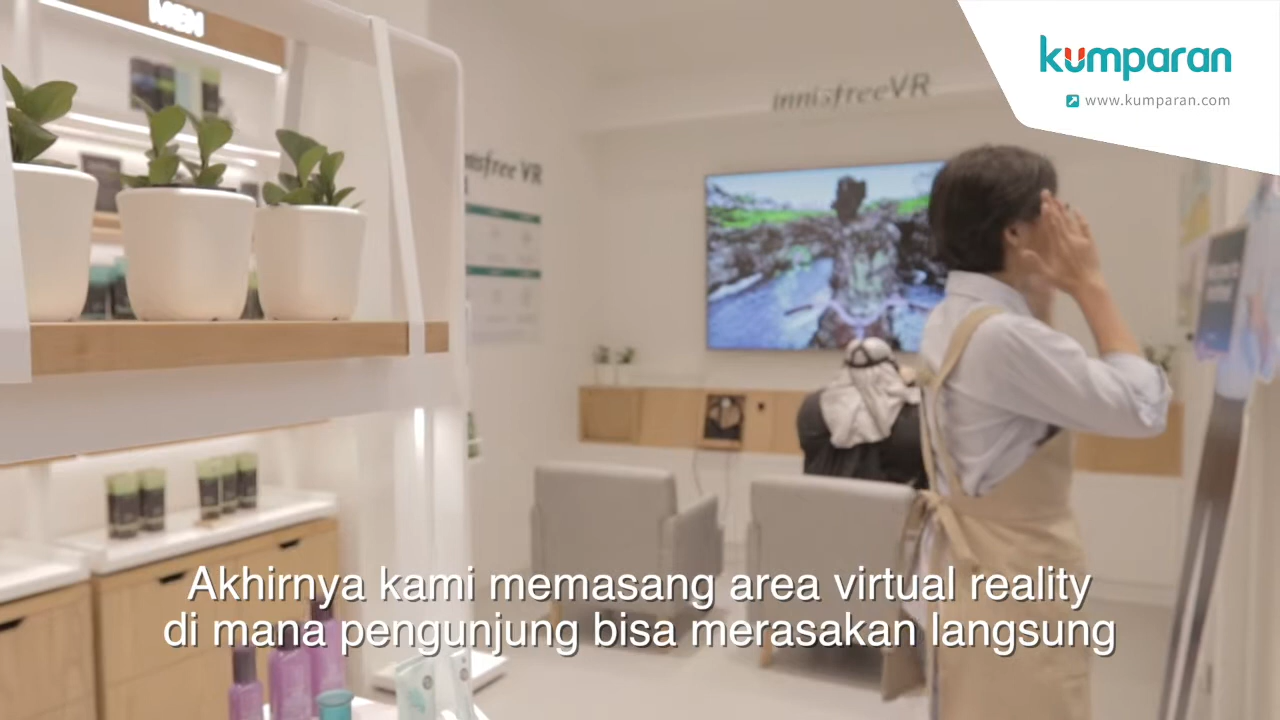 MEN
kumparan
www.kumparan.com
innisfreeVR
innisfree VR
Akhirnya kami memasang area virtual reality
di mana pengunjung bisa merasakan langsung